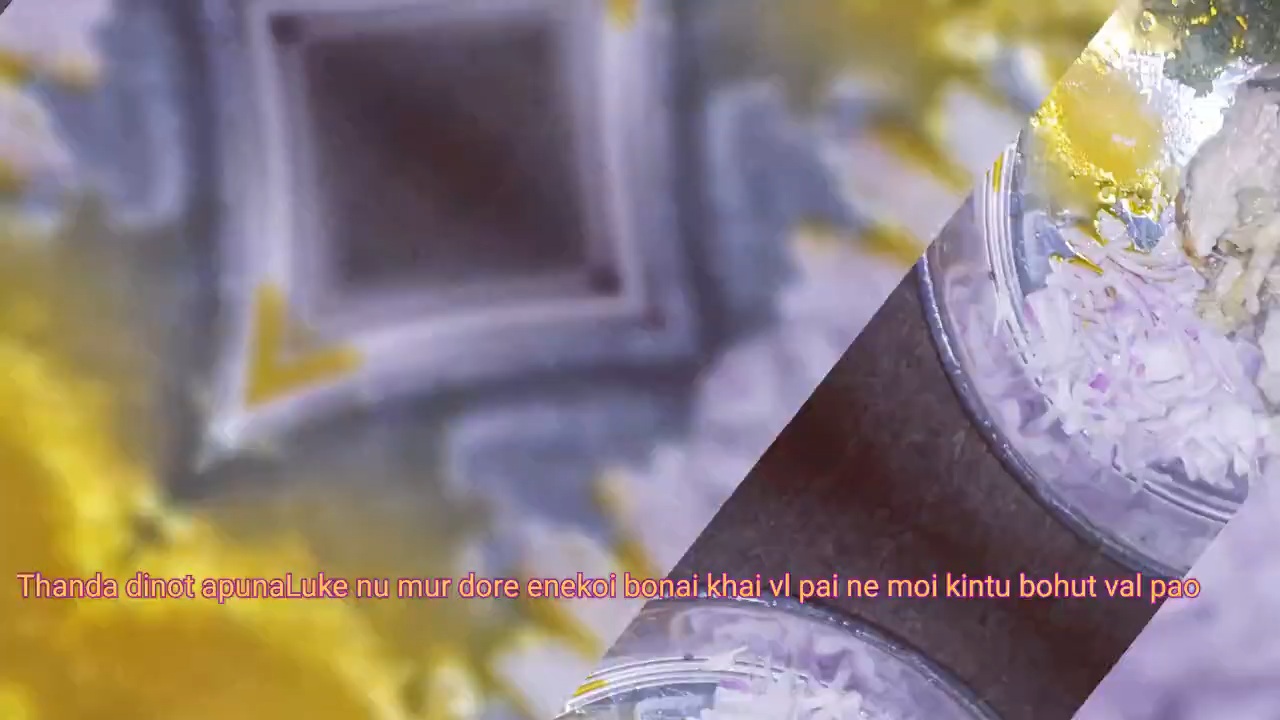 Thanda dinot apunaLuke nu mur dore enekoi bonai khai vl pai ne moi kintu bohut val pao